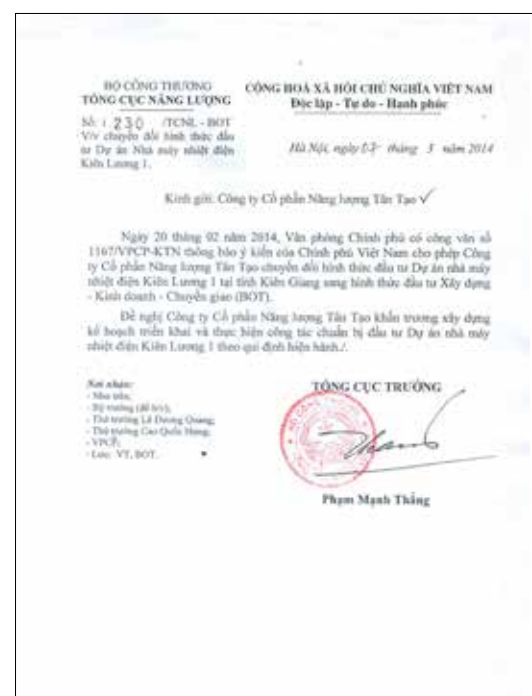 BỘ CÔNG THƯƠNG
TỔNG CỤC NĂNG LƯỢNG
CỘNG HOÀ XÃ HỘI CHỦ NGHĨA VIỆT NAM
Độc lập - Tự do - Hạnh phúc
Số: 1230 /TCNL - BOT
V/v chuyển đổi hình thức đầu
tư Dự án Nhà máy nhiệt điện
Kiên Lương 1.
Hà Nội, ngày tháng 3 năm 2014
Kính gửi: Công ty Cổ phần Năng lượng Tân Tạo
Ngày 20 tháng 02 năm 2014, Văn phòng Chính phủ có công văn số
1167/VPCP-KTN thông báo ý kiến của Chính phủ Việt Nam cho phép Công
ty Cổ phần Năng lượng Tân Tạo chuyển đổi hình thức đầu tư Dự án nhà máy
nhiệt điện Kiên Lương 1 tại tỉnh Kiên Giang sang hình thức đầu tư Xây dựng
- Kinh doanh - Chuyển giao (BOT).
Đề nghị Công ty Cổ phần Năng lượng Tân Tạo khẩn trương xây dựng
kế hoạch triển khai và thực hiện công tác chuẩn bị đầu tư Dự án nhà máy
nhiệt điện Kiên Lương 1 theo qui định hiện hành./.
Nơi nhận:
- Như trên;
- Bộ trưởng (để b/c);
- Thứ trưởng Lê Dương Quang;
- Thứ trưởng Cao Quốc Hưng;
- VPCP;
- Lưu: VT, BOT.
TỔNG CỤC TRƯỞNG
Phạm Mạnh Thắng